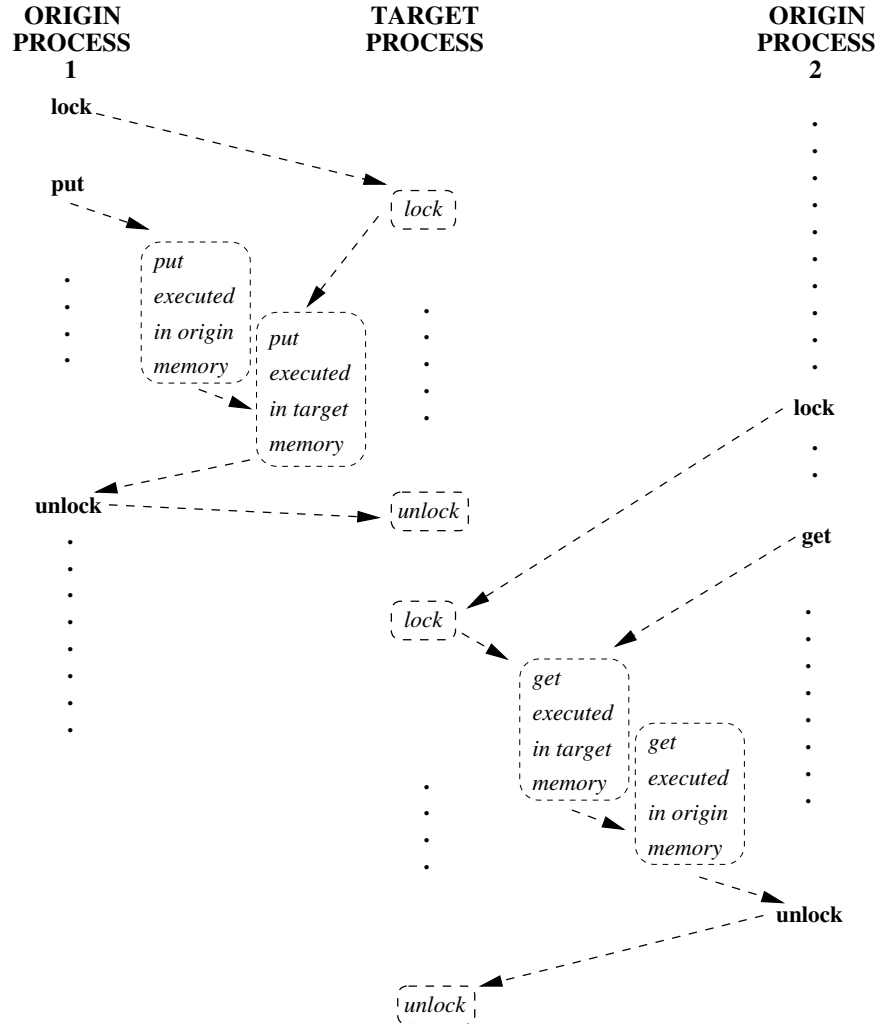 ORIGIN
PROCESS
1
TARGET
PROCESS
ORIGIN
PROCESS
2
lock
put
lock
put
executed
in origin
memory
put
executed
in target
memory
lock
unlock
unlock
get
lock
get
executed
in target
memory
get
executed
in origin
memory
unlock
unlock